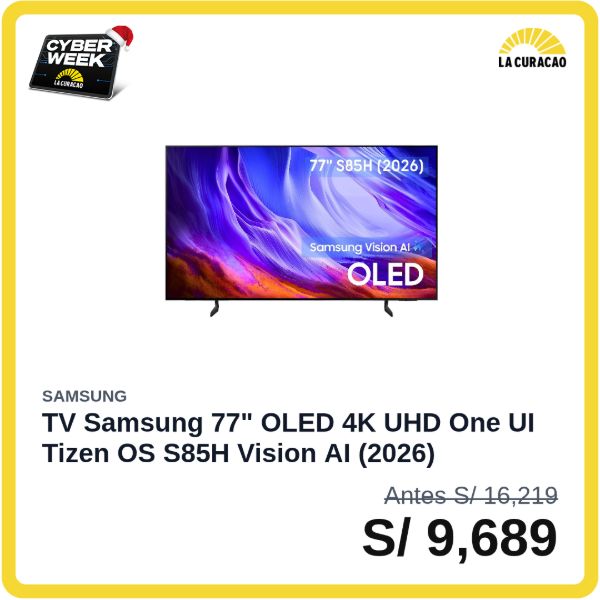 CYBER
WEEK
LA CURACAO
LA CURACAO
77" S85H (2026)
Samsung Vision AI
OLED
SAMSUNG
TV Samsung 77" OLED 4K UHD One UI
Tizen OS S85H Vision AI (2026)
Antes S/ 16,219
S/ 9,689